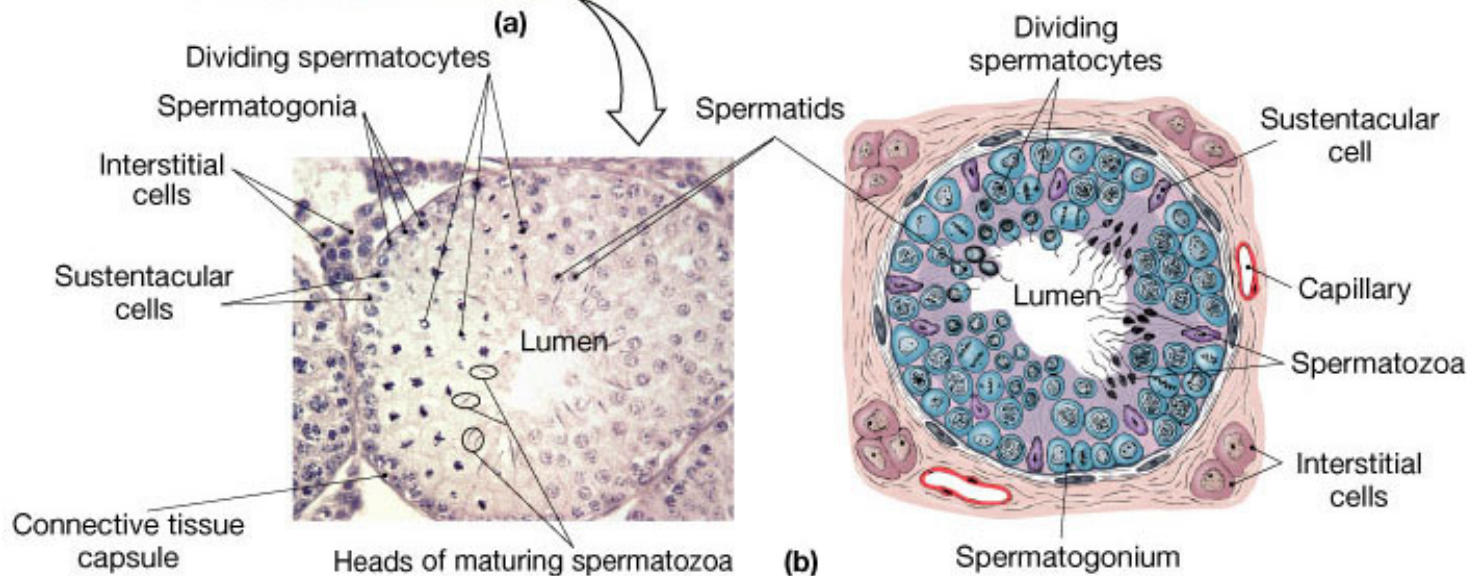 (a)
Dividing spermatocytes
Spermatogonia
Interstitial
cells
Sustentacular
cells
Lumen
Connective tissue
capsule
Heads of maturing spermatozoa
Spermatids
(b)
Dividing
spermatocytes
Sustentacular
cell
Lumen
Capillary
Spermatozoa
Interstitial
cells
Spermatogonium